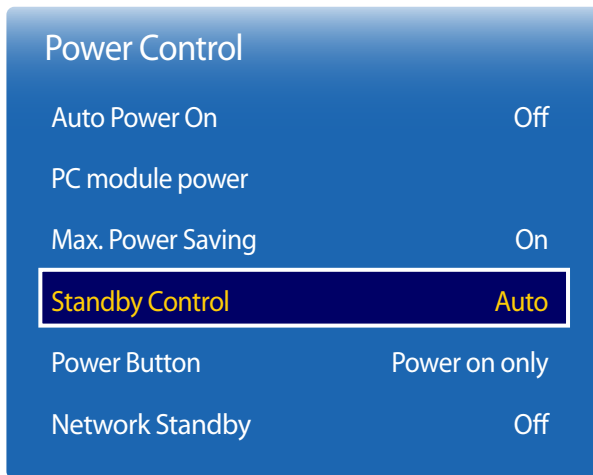 Power Control
Auto Power On Off
PC module power
Max. Power Saving On
Standby Control Auto
Power Button Power on only
Network Standby Off